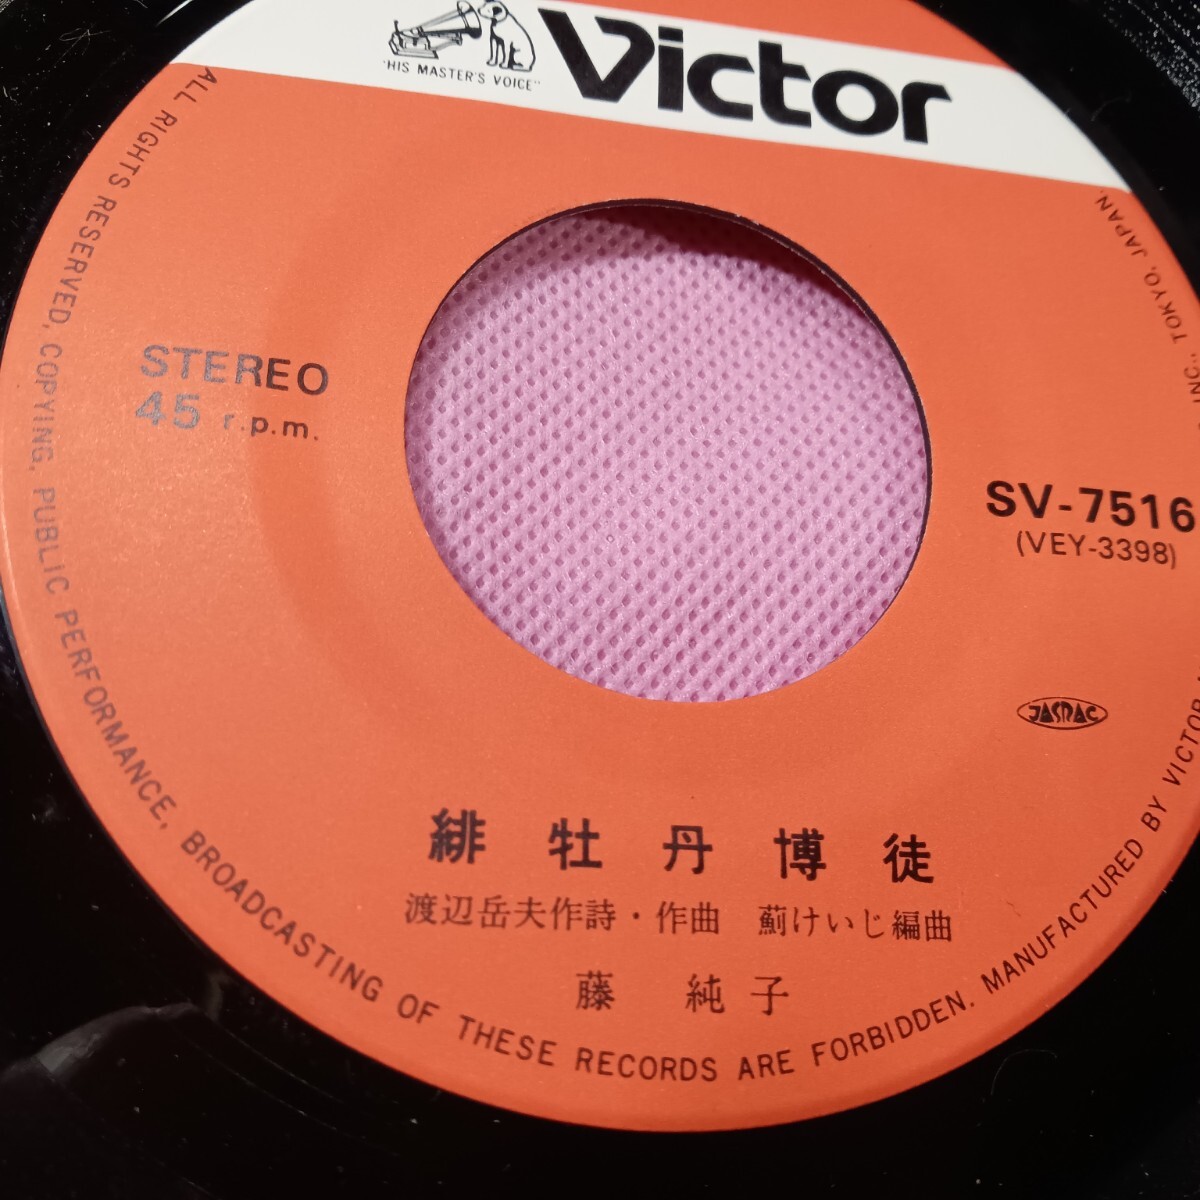 "HIS MASTER'S VOICE"
Victor
STEREO
45 r.p.m.
SV-7516
(VEY-3398)
JASRAC
緋牡丹博徒
渡辺岳夫作詩・作曲 薊けいじ編曲
藤 純子
ALL RIGHTS RESERVED, COPYING, PUBLIC PERFORMANCE, BROADCASTING OF THESE RECORDS ARE FORBIDDEN. MANUFACTURED BY VICTOR
INC., TOKYO, JAPAN.